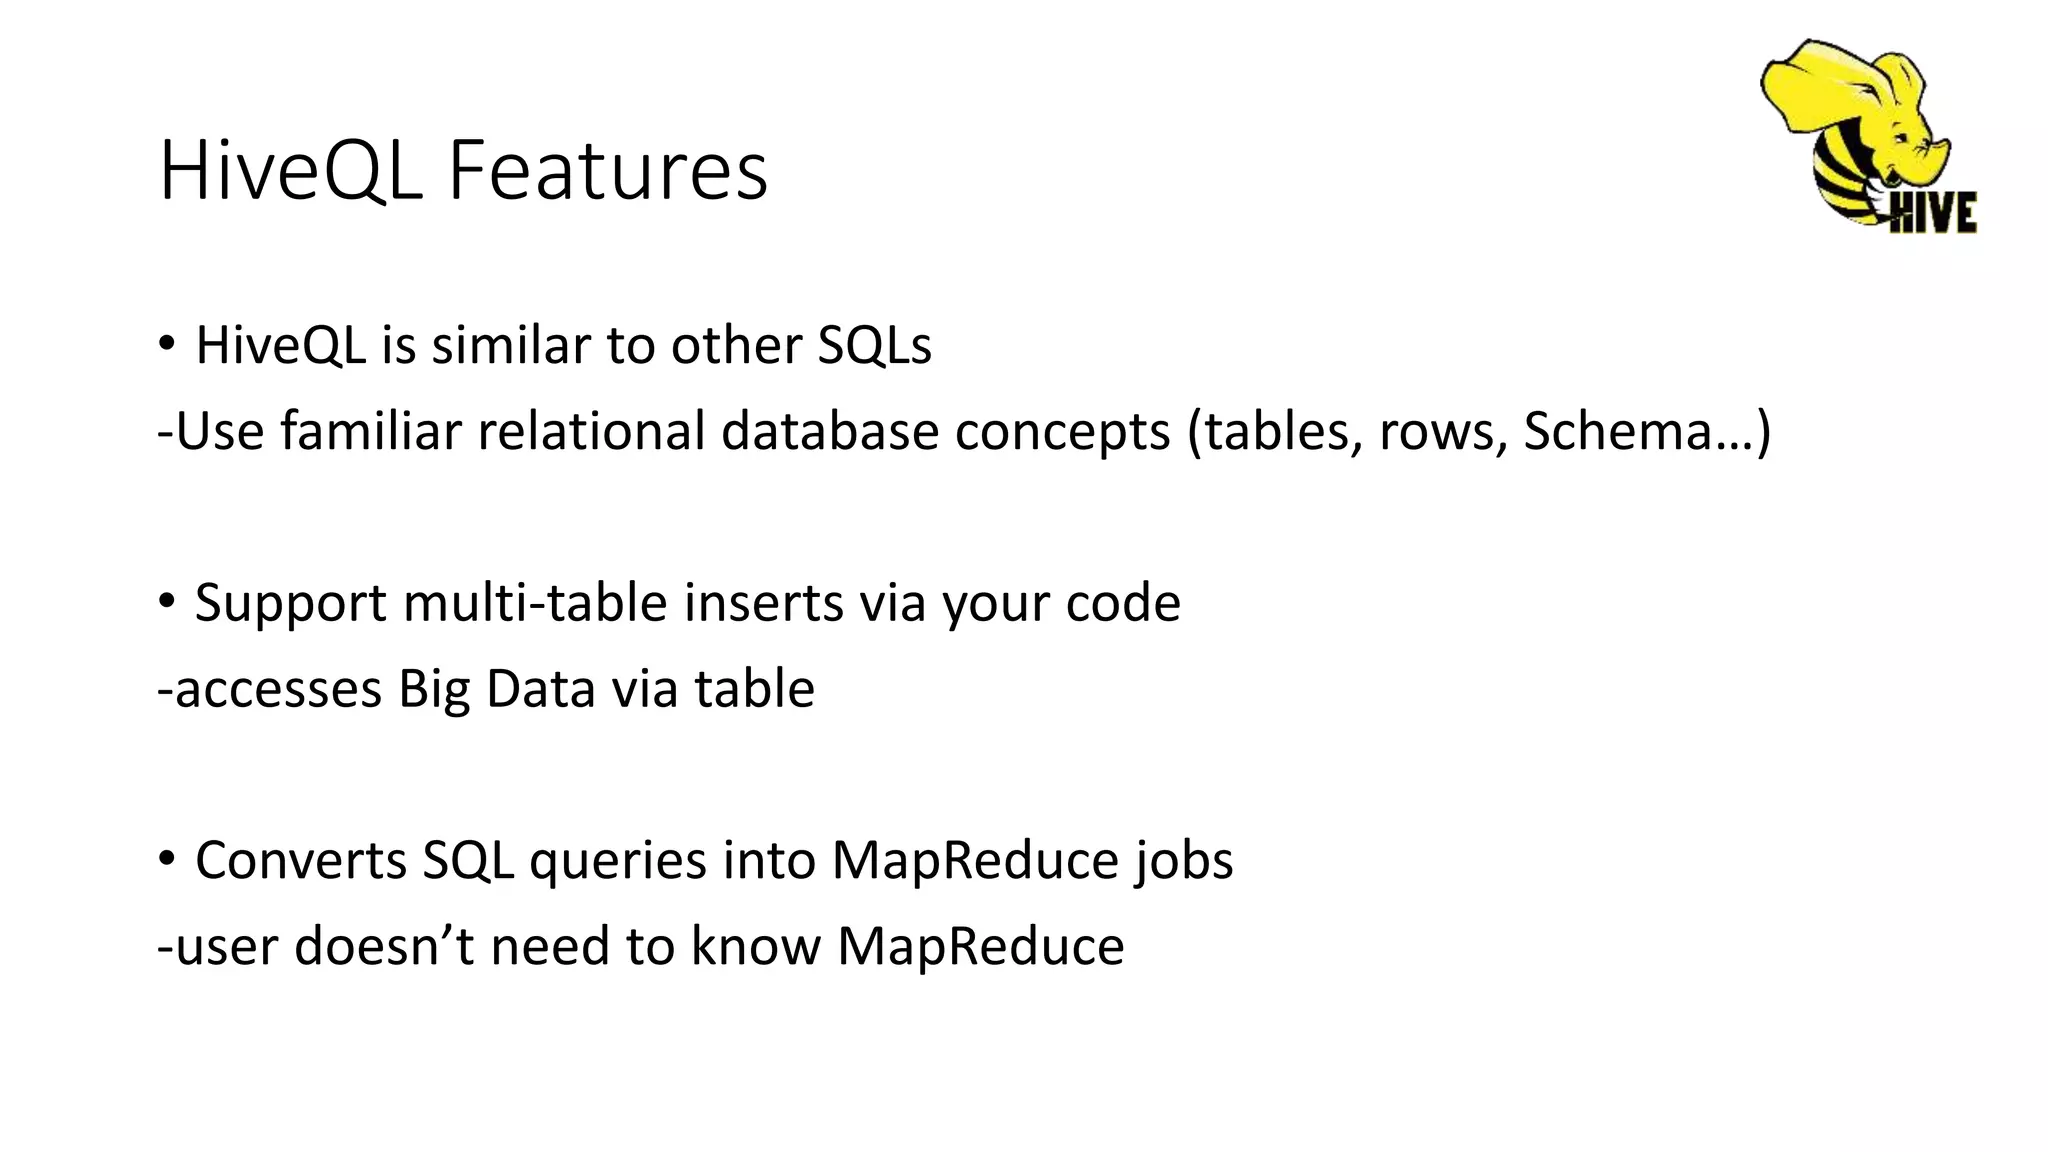 HIVE
HiveQL Features
• HiveQL is similar to other SQLs
-Use familiar relational database concepts (tables, rows, Schema…)
• Support multi-table inserts via your code
-accesses Big Data via table
• Converts SQL queries into MapReduce jobs
-user doesn’t need to know MapReduce